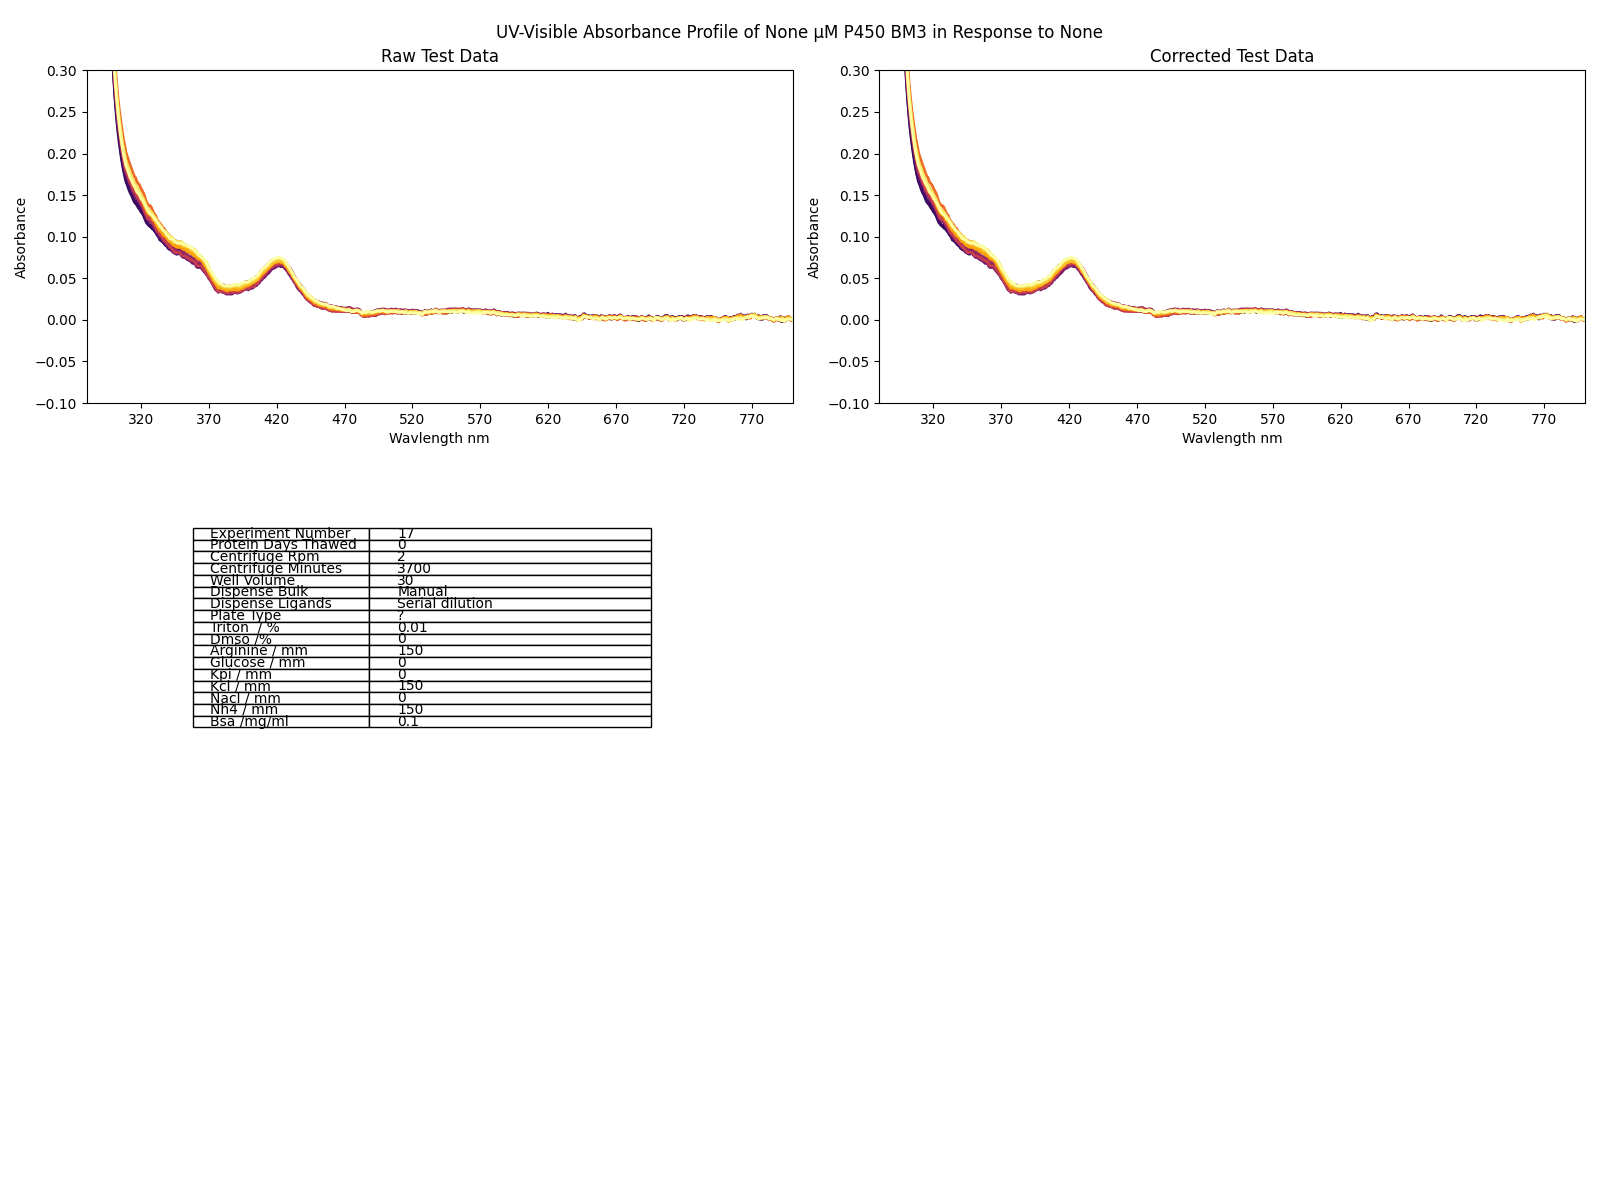 UV-Visible Absorbance Profile of None μM P450 BM3 in Response to None
Raw Test Data
0.30
0.25
0.20
0.15
0.10
0.05
0.00
−0.05
−0.10
Absorbance
320 370 420 470 520 570 620 670 720 770
Wavlength nm
Corrected Test Data
0.30
0.25
0.20
0.15
0.10
0.05
0.00
−0.05
−0.10
Absorbance
320 370 420 470 520 570 620 670 720 770
Wavlength nm
Experiment Number 17
Protein Days Thawed 0
Centrifuge Rpm 2
Centrifuge Minutes 3700
Well Volume 30
Dispense Bulk Manual
Dispense Ligands Serial dilution
Plate Type ?
Triton / % 0.01
Dmso /% 0
Arginine / mm 150
Glucose / mm 0
Kpi / mm 0
Kcl / mm 150
Nacl / mm 0
Nh4 / mm 150
Bsa /mg/ml 0.1